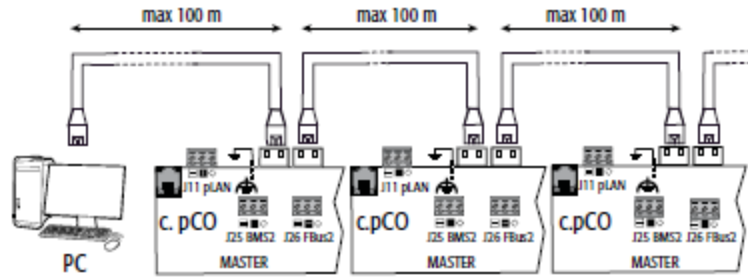 max 100 m max 100 m max 100 m
J11 pLAN J11 pLAN J11 pLAN
c. pCO c.pCO c.pCO
J25 BMS2 J26 FBus2 J25 BMS2 J26 FBus2 J25 BMS2 J26 FBus2
PC MASTER MASTER MASTER